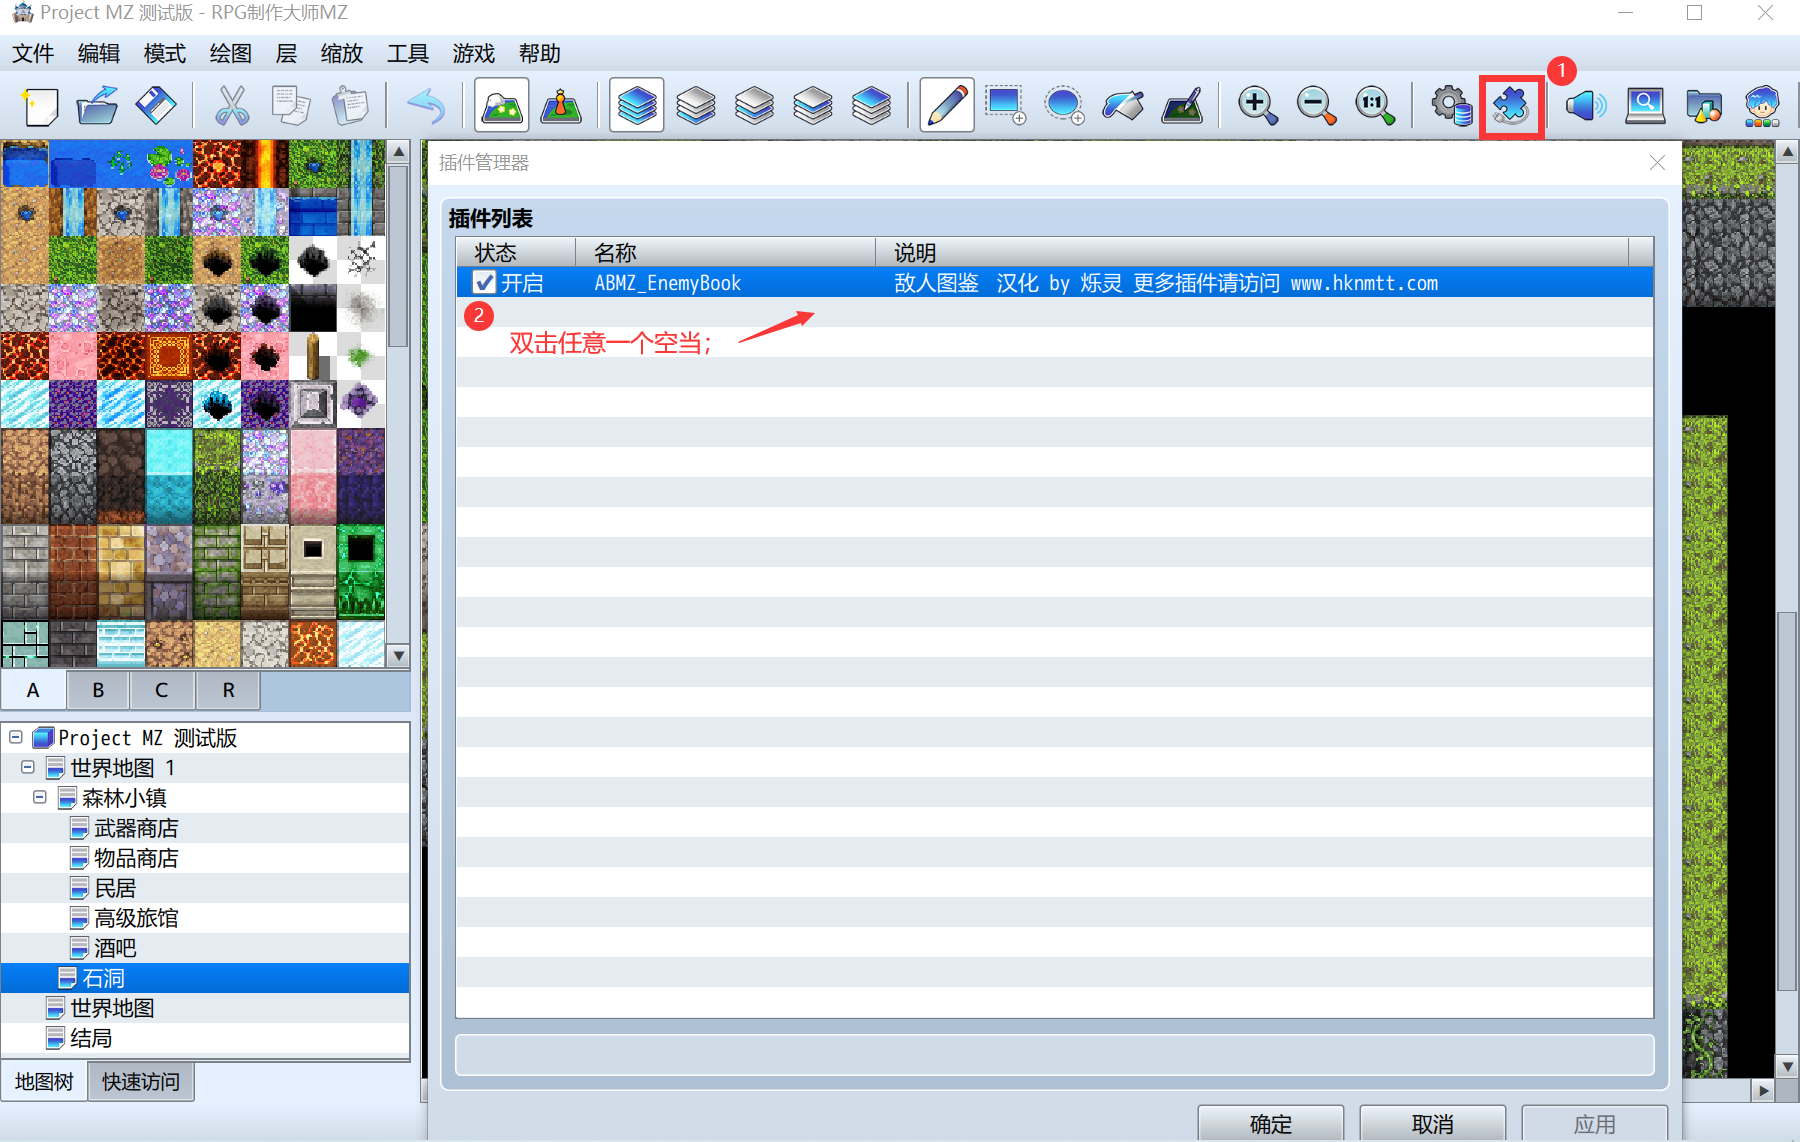 Project MZ 测试版 - RPG制作大师MZ
文件 编辑 模式 绘图 层 缩放 工具 游戏 帮助
1:1
1
插件管理器
插件列表
状态 名称 说明
开启 ABMZ_EnemyBook 敌人图鉴 汉化 by 烁灵 更多插件请访问 www.hknmtt.com
2
双击任意一个空当;
A B C R
Project MZ 测试版
世界地图 1
森林小镇
武器商店
物品商店
民居
高级旅馆
酒吧
石洞
世界地图
结局
地图树 快速访问
确定 取消 应用